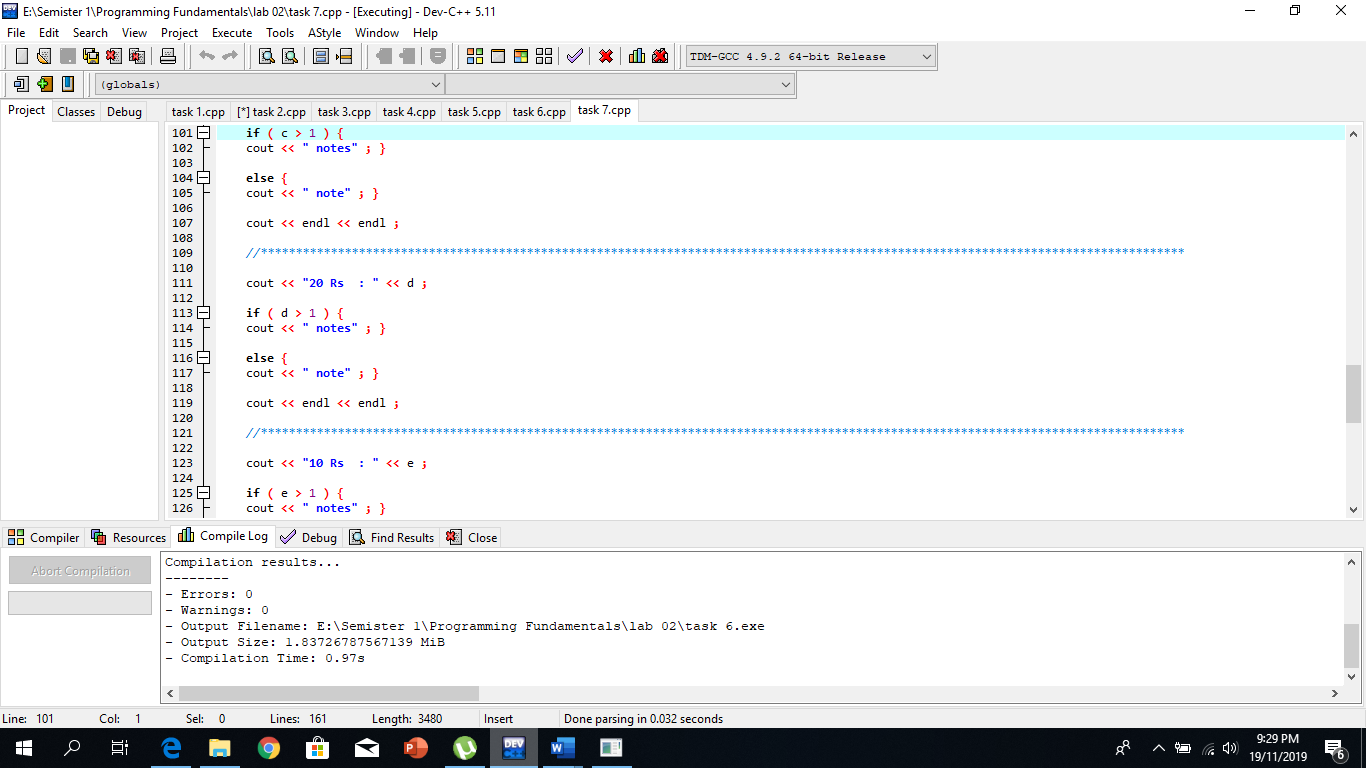 E:\Semister 1\Programming Fundamentals\lab 02\task 7.cpp - [Executing] - Dev-C++ 5.11
File Edit Search View Project Execute Tools AStyle Window Help
TDM-GCC 4.9.2 64-bit Release
(globals)
Project Classes Debug
task 1.cpp [*] task 2.cpp task 3.cpp task 4.cpp task 5.cpp task 6.cpp task 7.cpp
101 if ( c > 1 ) {
102 cout << " notes" ; }
103
104 else {
105 cout << " note" ; }
106
107 cout << endl << endl ;
108
109 //************************************************************************************************************************************
110
111 cout << "20 Rs  : " << d ;
112
113 if ( d > 1 ) {
114 cout << " notes" ; }
115
116 else {
117 cout << " note" ; }
118
119 cout << endl << endl ;
120
121 //************************************************************************************************************************************
122
123 cout << "10 Rs  : " << e ;
124
125 if ( e > 1 ) {
126 cout << " notes" ; }
Compiler Resources Compile Log Debug Find Results Close
Abort Compilation
Compilation results...
--------
- Errors: 0
- Warnings: 0
- Output Filename: E:\Semister 1\Programming Fundamentals\lab 02\task 6.exe
- Output Size: 1.83726787567139 MiB
- Compilation Time: 0.97s
Line: 101 Col: 1 Sel: 0 Lines: 161 Length: 3480 Insert Done parsing in 0.032 seconds
9:29 PM
19/11/2019
6